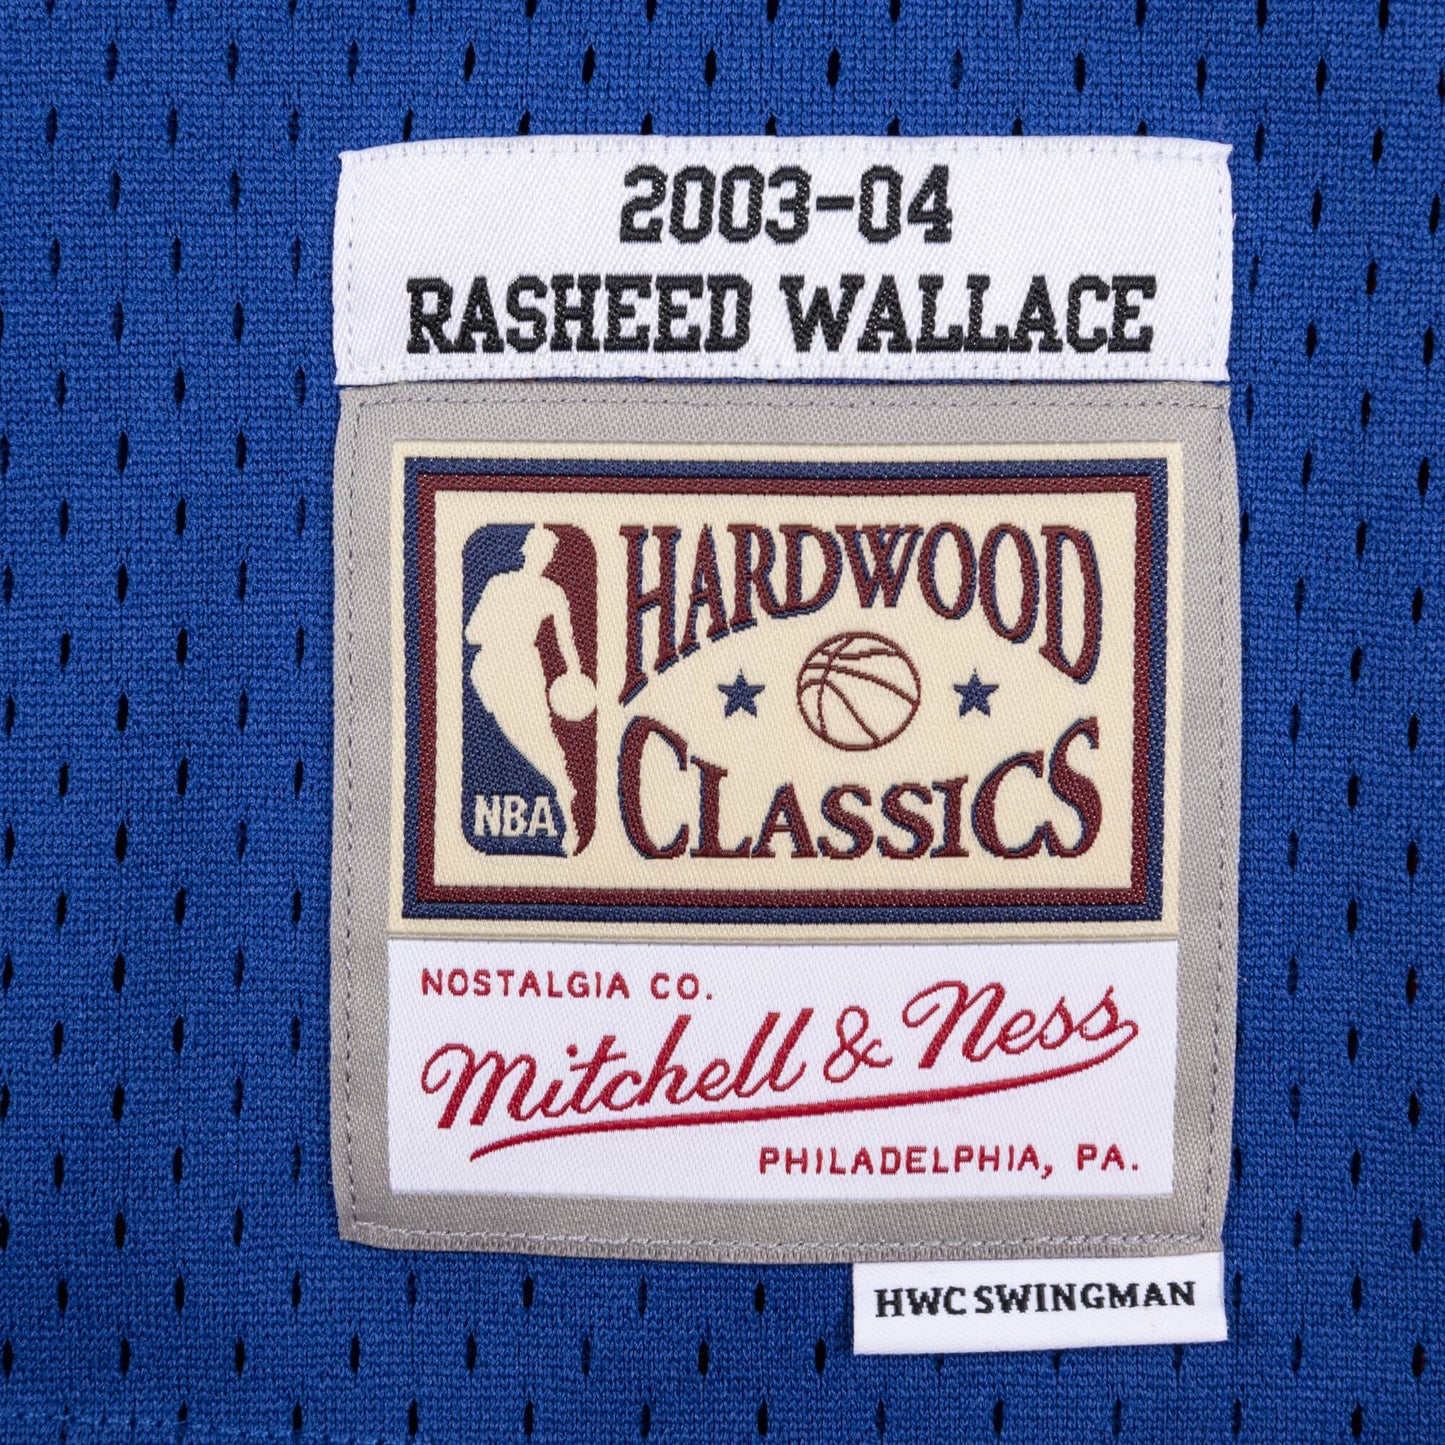 2003-04
RASHEED WALLACE
HARDWOOD
CLASSICS
NBA
NOSTALGIA CO.
Mitchell & Ness
PHILADELPHIA, PA.
HWC SWINGMAN